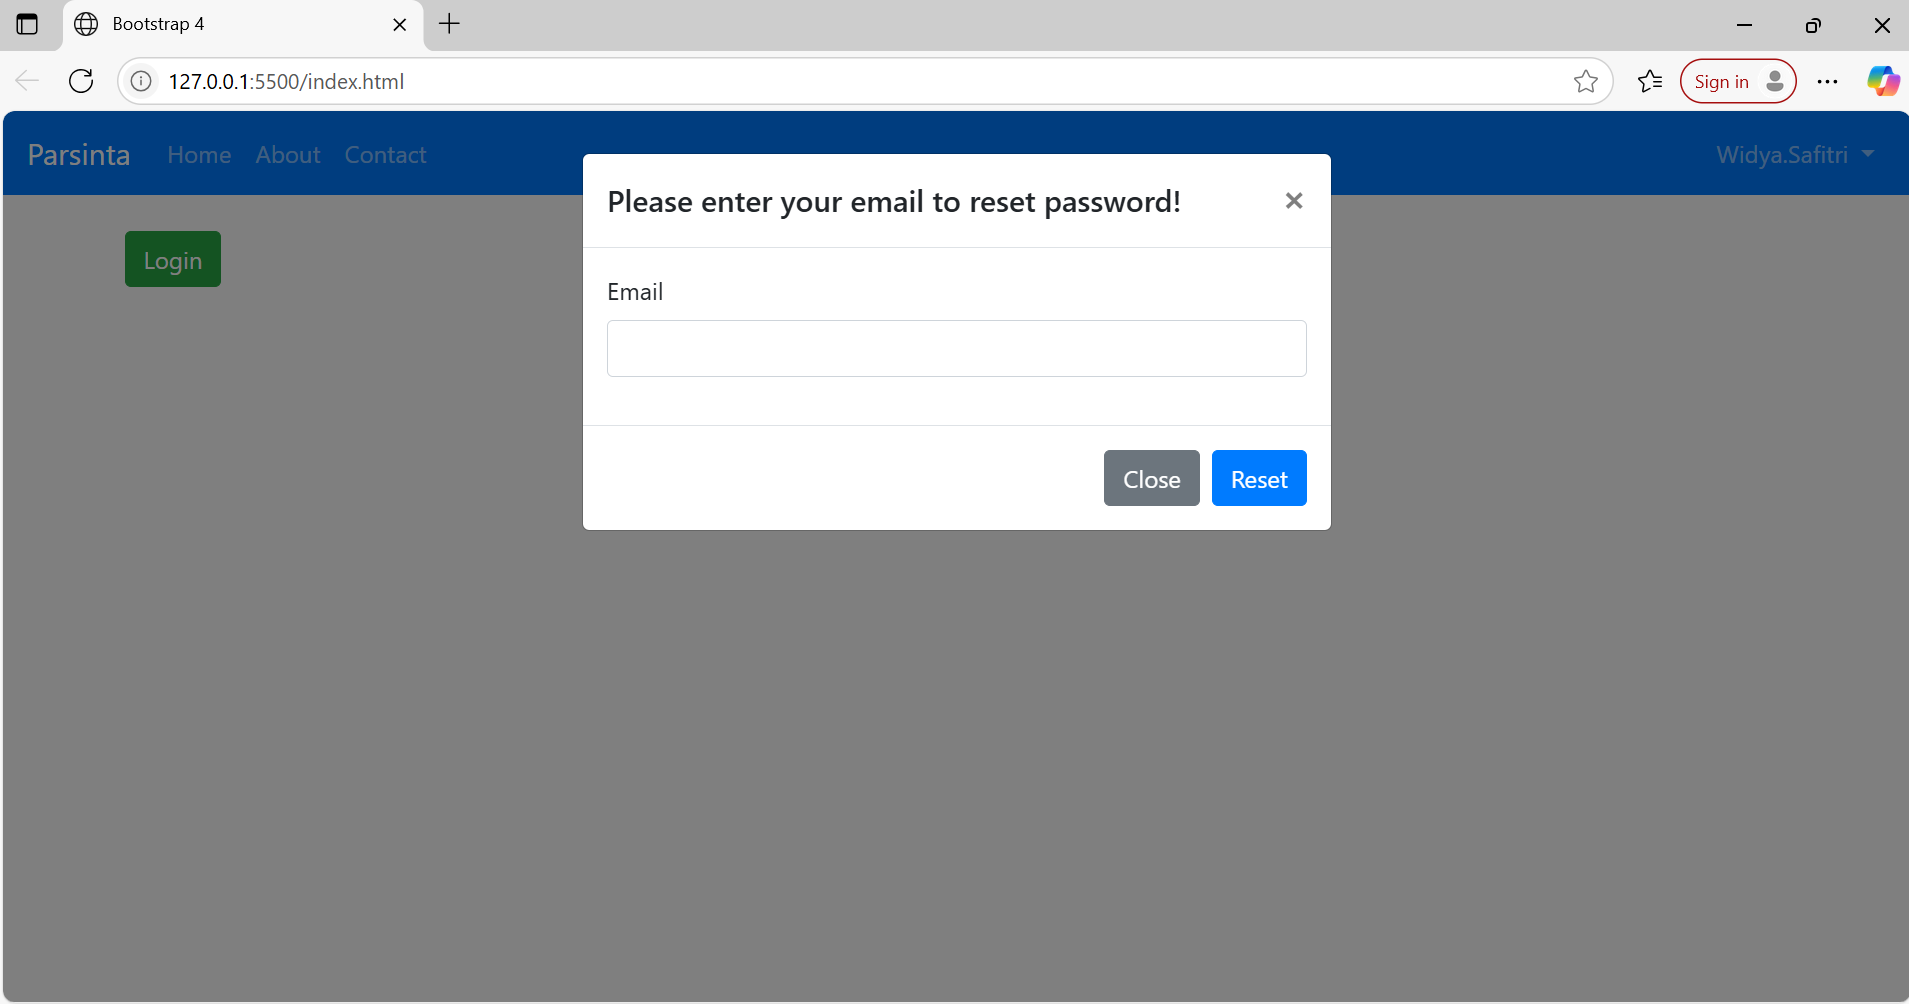 Bootstrap 4
127.0.0.1:5500/index.html
Sign in
Parsinta Home About Contact Widya.Safitri
Please enter your email to reset password!
Login
Email
Close Reset